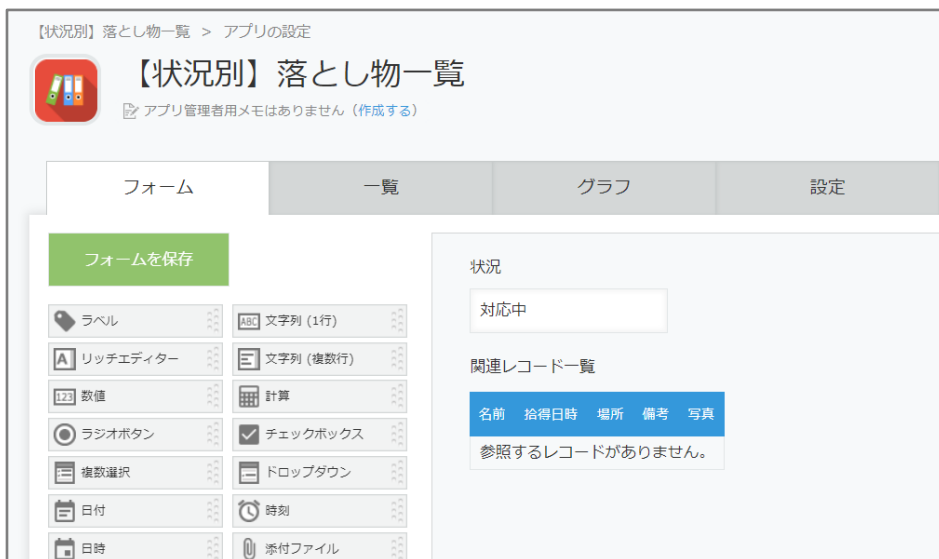 【状況別】落とし物一覧 > アプリの設定
【状況別】落とし物一覧
アプリ管理者用メモはありません（作成する）
フォーム 一覧 グラフ 設定
フォームを保存
ラベル
ABC 文字列 (1行)
A リッチエディター
文字列 (複数行)
123 数値
計算
ラジオボタン
チェックボックス
複数選択
ドロップダウン
日付
時刻
日時
添付ファイル
状況
対応中
関連レコード一覧
名前 拾得日時 場所 備考 写真
参照するレコードがありません。